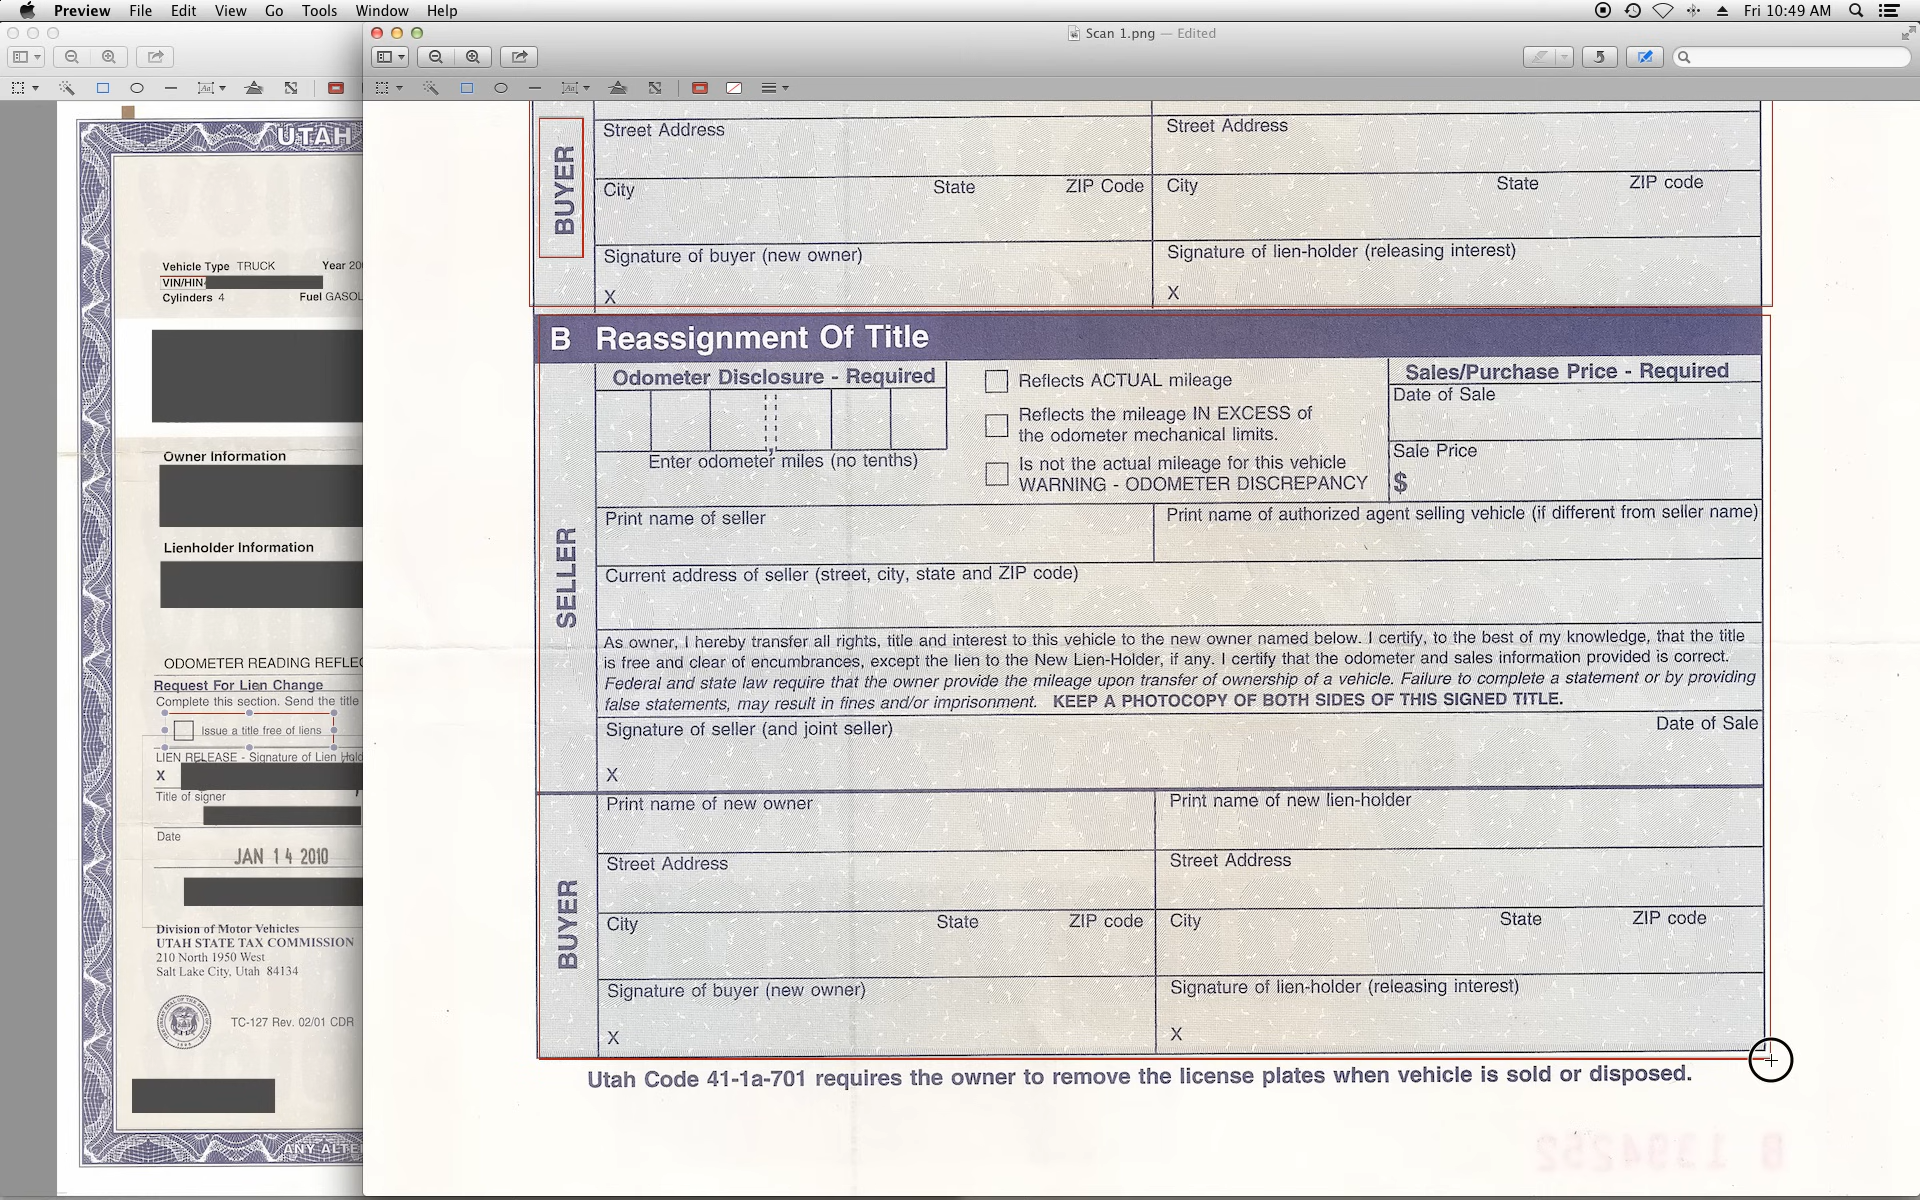 Preview File Edit View Go Tools Window Help
Fri 10:49 AM
Scan 1.png — Edited
UTAH
Vehicle Type TRUCK Year 20
VIN/HIN
Cylinders 4 Fuel GASOL
Owner Information
Lienholder Information
ODOMETER READING REFLEC
Request For Lien Change
Complete this section. Send the title
Issue a title free of liens
LIEN RELEASE - Signature of Lien Hold
X
Title of signer
Date
JAN 14 2010
Division of Motor Vehicles
UTAH STATE TAX COMMISSION
210 North 1950 West
Salt Lake City, Utah 84134
TC-127 Rev. 02/01 CDR
ANY ALTE
BUYER
Street Address Street Address
City State ZIP Code City State ZIP code
Signature of buyer (new owner) Signature of lien-holder (releasing interest)
X X
B Reassignment Of Title
SELLER
Odometer Disclosure - Required
Enter odometer miles (no tenths)
Reflects ACTUAL mileage
Reflects the mileage IN EXCESS of
the odometer mechanical limits.
Is not the actual mileage for this vehicle
WARNING - ODOMETER DISCREPANCY
Sales/Purchase Price - Required
Date of Sale
Sale Price
$
Print name of seller Print name of authorized agent selling vehicle (if different from seller name)
Current address of seller (street, city, state and ZIP code)
As owner, I hereby transfer all rights, title and interest to this vehicle to the new owner named below. I certify, to the best of my knowledge, that the title
is free and clear of encumbrances, except the lien to the New Lien-Holder, if any. I certify that the odometer and sales information provided is correct.
Federal and state law require that the owner provide the mileage upon transfer of ownership of a vehicle. Failure to complete a statement or by providing
false statements, may result in fines and/or imprisonment. KEEP A PHOTOCOPY OF BOTH SIDES OF THIS SIGNED TITLE.
Signature of seller (and joint seller) Date of Sale
X
BUYER
Print name of new owner Print name of new lien-holder
Street Address Street Address
City State ZIP code City State ZIP code
Signature of buyer (new owner) Signature of lien-holder (releasing interest)
X X
Utah Code 41-1a-701 requires the owner to remove the license plates when vehicle is sold or disposed.